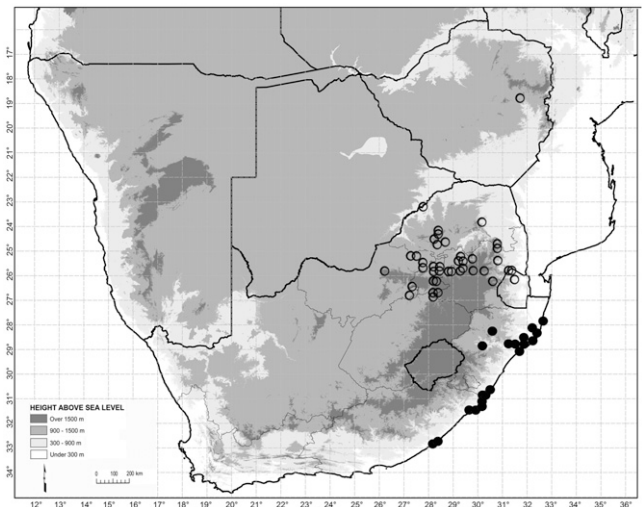 17°
18°
19°
20°
21°
22°
23°
24°
25°
26°
27°
28°
29°
30°
31°
32°
33°
34°
HEIGHT ABOVE SEA LEVEL
Over 1500 m
900 - 1500 m
300 - 900 m
Under 300 m
0 50 100 200 km
12° 13° 14° 15° 16° 17° 18° 19° 20° 21° 22° 23° 24° 25° 26° 27° 28° 29° 30° 31° 32° 33° 34° 35° 36°